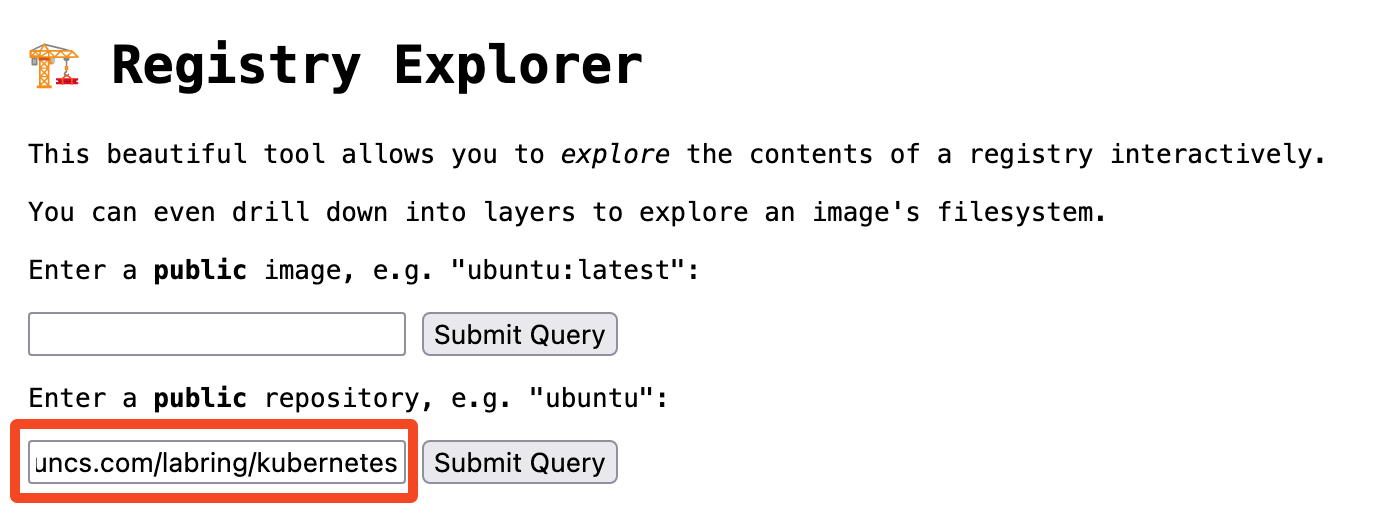 Registry Explorer
This beautiful tool allows you to explore the contents of a registry interactively.
You can even drill down into layers to explore an image's filesystem.
Enter a public image, e.g. "ubuntu:latest":
Submit Query
Enter a public repository, e.g. "ubuntu":
uncs.com/labring/kubernetes Submit Query